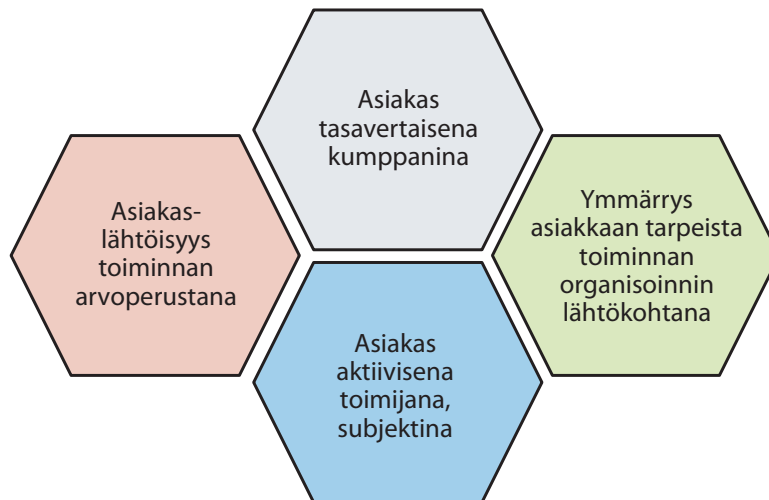 Asiakas
tasavertaisena
kumppanina
Asiakas-
lähtöisyys
toiminnan
arvoperustana
Ymmärrys
asiakkaan tarpeista
toiminnan
organisoinnin
lähtökohtana
Asiakas
aktiivisena
toimijana,
subjektina